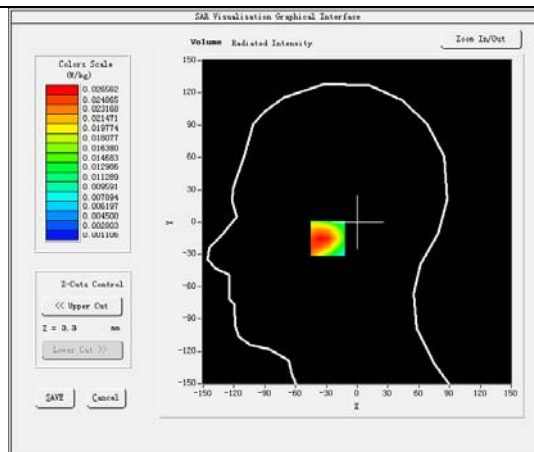 SAR Visualisation Graphical Interface
Volume Radiated Intensity
Zoom In/Out
Colors Scale
(W/kg)
0.026562
0.024865
0.023168
0.021471
0.019774
0.018077
0.016380
0.014683
0.012986
0.011289
0.009591
0.007894
0.006197
0.004500
0.002803
0.001106
Z-Cuts Control
<< Upper Cut
Z = 3.3 mm
Lower Cut >>
SAVE Cancel
150
120
90
60
30
0
-30
-60
-90
-120
-150
Y
-150 -120 -90 -60 -30 0 30 60 90 120 150
X